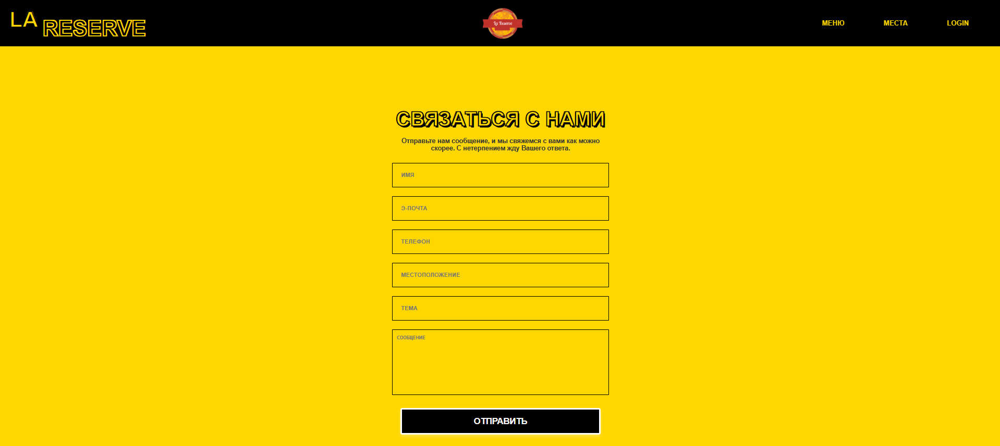 LA RESERVE
La Reserve
МЕНЮ
МЕСТА
LOGIN
СВЯЗАТЬСЯ С НАМИ
Отправьте нам сообщение, и мы свяжемся с вами как можно
скорее. С нетерпением жду Вашего ответа.
ИМЯ
Э-ПОЧТА
ТЕЛЕФОН
МЕСТОПОЛОЖЕНИЕ
ТЕМА
СООБЩЕНИЕ
ОТПРАВИТЬ